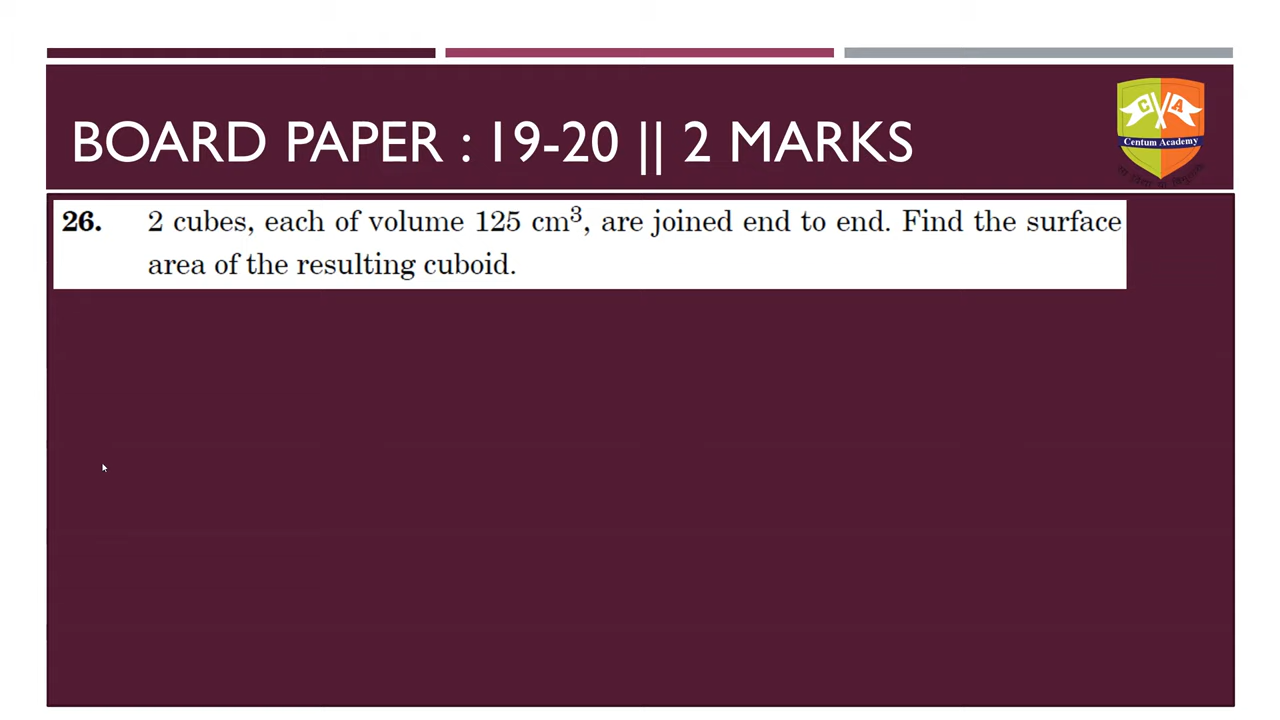 BOARD PAPER : 19-20 || 2 MARKS
C A
Centum Academy
26. 2 cubes, each of volume 125 cm³, are joined end to end. Find the surface
area of the resulting cuboid.